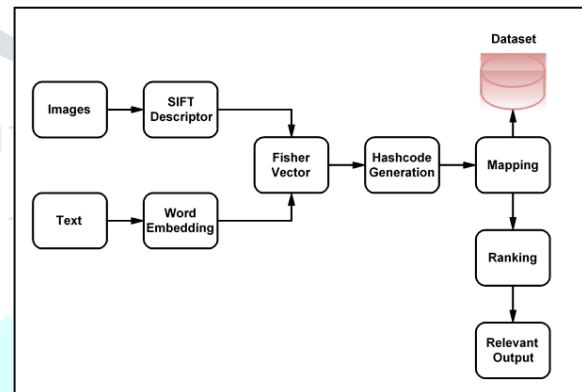 Dataset
Images
SIFT
Descriptor
Fisher
Vector
Hashcode
Generation
Mapping
Text
Word
Embedding
Ranking
Relevant
Output